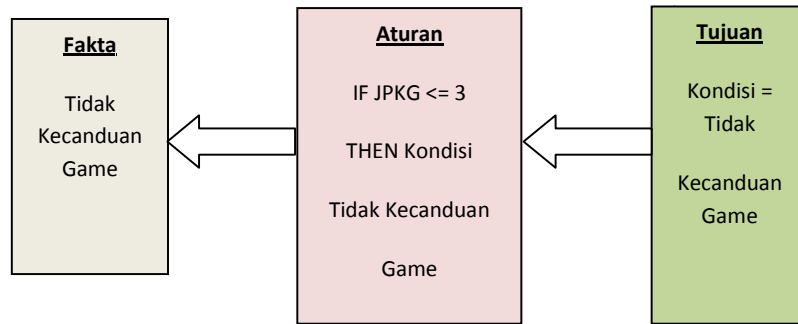 Fakta
Tidak
Kecanduan
Game
Aturan
IF JPKG <= 3
THEN Kondisi
Tidak Kecanduan
Game
Tujuan
Kondisi =
Tidak
Kecanduan
Game